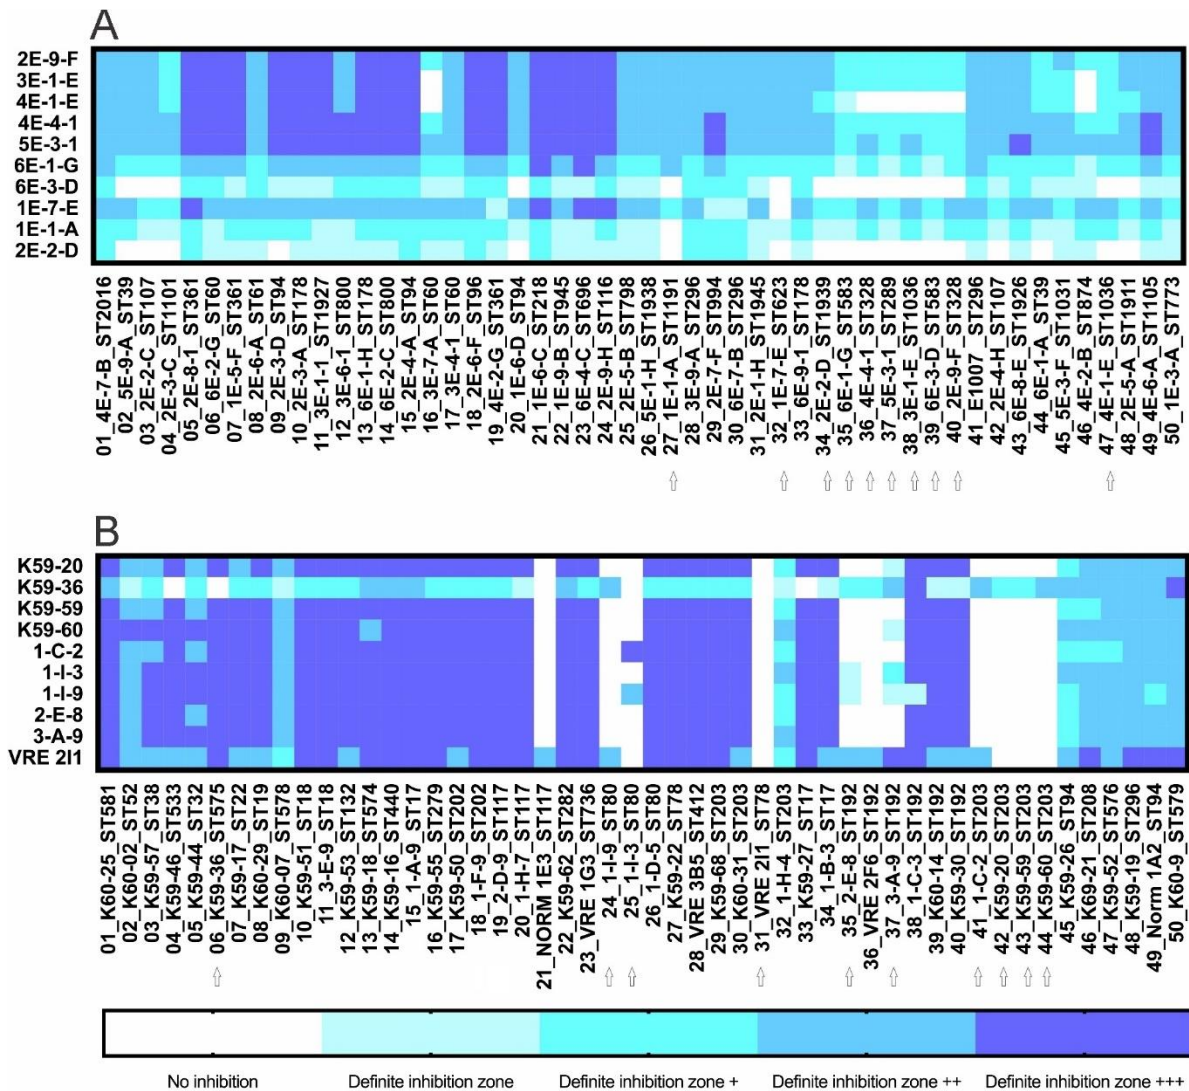 A
2E-9-F
3E-1-E
4E-1-E
4E-4-1
5E-3-1
6E-1-G
6E-3-D
1E-7-E
1E-1-A
2E-2-D
01_4E-7-B_ST2016
02_5E-9-A_ST39
03_2E-2-C_ST107
04_2E-3-C_ST1101
05_2E-8-1_ST361
06_6E-2-G_ST60
07_1E-5-F_ST361
08_2E-6-A_ST61
09_2E-3-D_ST94
10_2E-3-A_ST178
11_3E-1-1_ST1927
12_3E-6-1_ST800
13_6E-1-H_ST178
14_6E-2-C_ST800
15_2E-4-A_ST94
16_3E-7-A_ST60
17_3E-4-1_ST60
18_2E-6-F_ST96
19_4E-2-G_ST361
20_1E-6-D_ST94
21_1E-6-C_ST218
22_1E-9-B_ST945
23_6E-4-C_ST696
24_2E-9-H_ST116
25_2E-5-B_ST798
26_5E-1-H_ST1938
27_1E-1-A_ST1191
28_3E-9-A_ST296
29_2E-7-F_ST994
30_6E-7-B_ST296
31_2E-1-H_ST1945
32_1E-7-E_ST623
33_6E-9-1_ST178
34_2E-2-D_ST1939
35_6E-1-G_ST583
36_4E-4-1_ST328
37_5E-3-1_ST289
38_3E-1-E_ST1036
39_6E-3-D_ST583
40_2E-9-F_ST328
41_E1007_ST296
42_2E-4-H_ST107
43_6E-8-E_ST1926
44_6E-1-A_ST39
45_5E-3-F_ST1031
46_4E-2-B_ST874
47_4E-1-E_ST1036
48_2E-5-A_ST1911
49_4E-6-A_ST1105
50_1E-3-A_ST773
B
K59-20
K59-36
K59-59
K59-60
1-C-2
1-I-3
1-I-9
2-E-8
3-A-9
VRE 2I1
01_K60-25_ST581
02_K60-02_ST52
03_K59-57_ST38
04_K59-46_ST533
05_K59-44_ST32
06_K59-36_ST575
07_K59-17_ST22
08_K60-29_ST19
09_K60-07_ST578
10_K59-51_ST18
11_3-E-9_ST18
12_K59-53_ST132
13_K59-18_ST574
14_K59-16_ST440
15_1-A-9_ST17
16_K59-55_ST279
17_K59-50_ST202
18_1-F-9_ST202
19_2-D-9_ST117
20_1-H-7_ST117
21_NORM 1E3_ST117
22_K59-62_ST282
23_VRE 1G3_ST736
24_1-I-9_ST80
25_1-I-3_ST80
26_1-D-5_ST80
27_K59-22_ST78
28_VRE 3B5_ST412
29_K59-68_ST203
30_K60-31_ST203
31_VRE 2I1_ST78
32_1-H-4_ST203
33_K59-27_ST17
34_1-B-3_ST17
35_2-E-8_ST192
36_VRE 2F6_ST192
37_3-A-9_ST192
38_1-C-3_ST192
39_K60-14_ST192
40_K59-30_ST192
41_1-C-2_ST203
42_K59-20_ST203
43_K59-59_ST203
44_K59-60_ST203
45_K59-26_ST94
46_K69-21_ST208
47_K59-52_ST576
48_K59-19_ST296
49_Norm 1A2_ST94
50_K60-9_ST579
No inhibition
Definite inhibition zone
Definite inhibition zone +
Definite inhibition zone ++
Definite inhibition zone +++